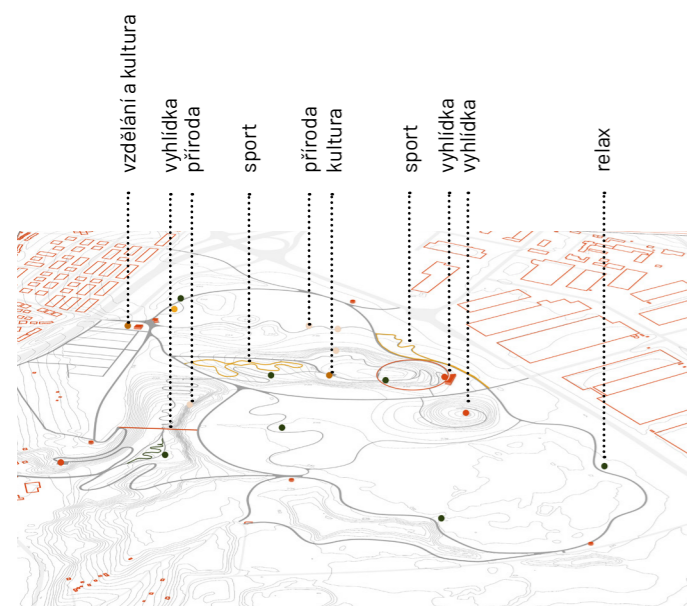 vzdělání a kultura
vyhlídka
příroda
sport
příroda
kultura
sport
vyhlídka
vyhlídka
relax